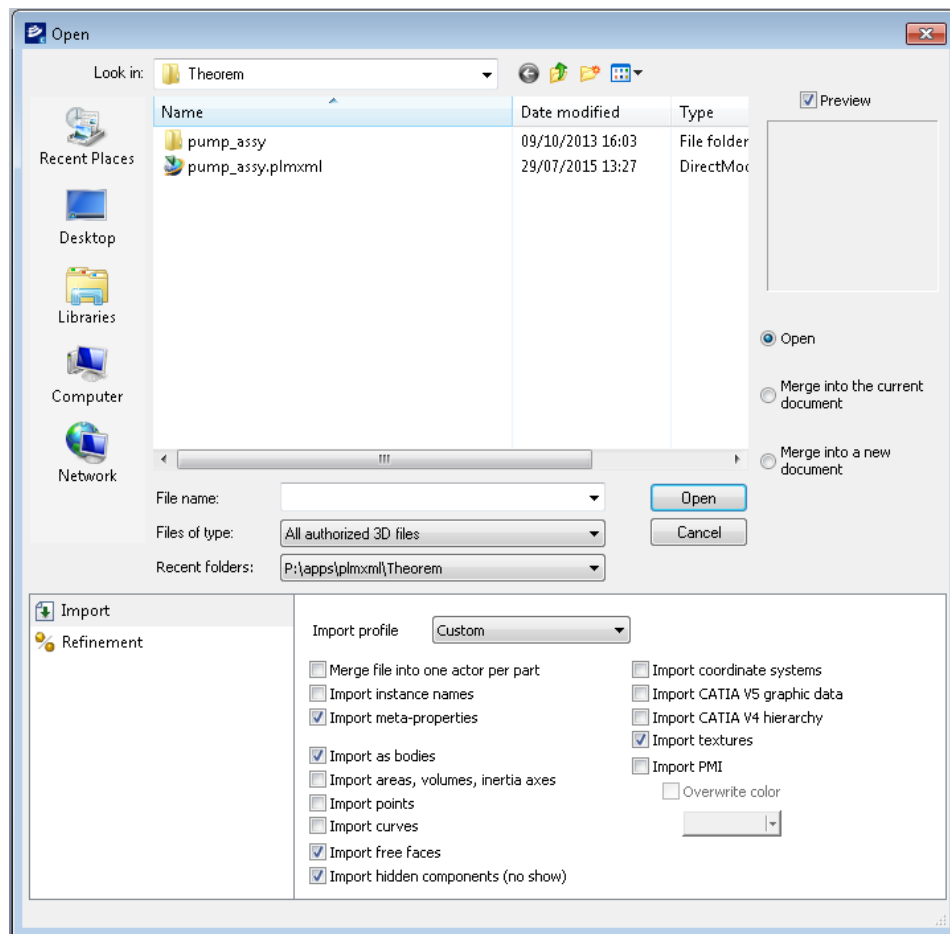 Open
Look in:
Theorem
Preview
Name
Date modified
Type
pump_assy
09/10/2013 16:03
File folder
pump_assy.plmxml
29/07/2015 13:27
DirectMod
Recent Places
Desktop
Libraries
Computer
Network
Open
Merge into the current
document
Merge into a new
document
File name:
Open
Files of type:
All authorized 3D files
Cancel
Recent folders:
P:\apps\plmxml\Theorem
Import
Refinement
Import profile
Custom
Merge file into one actor per part
Import instance names
Import meta-properties
Import as bodies
Import areas, volumes, inertia axes
Import points
Import curves
Import free faces
Import hidden components (no show)
Import coordinate systems
Import CATIA V5 graphic data
Import CATIA V4 hierarchy
Import textures
Import PMI
Overwrite color